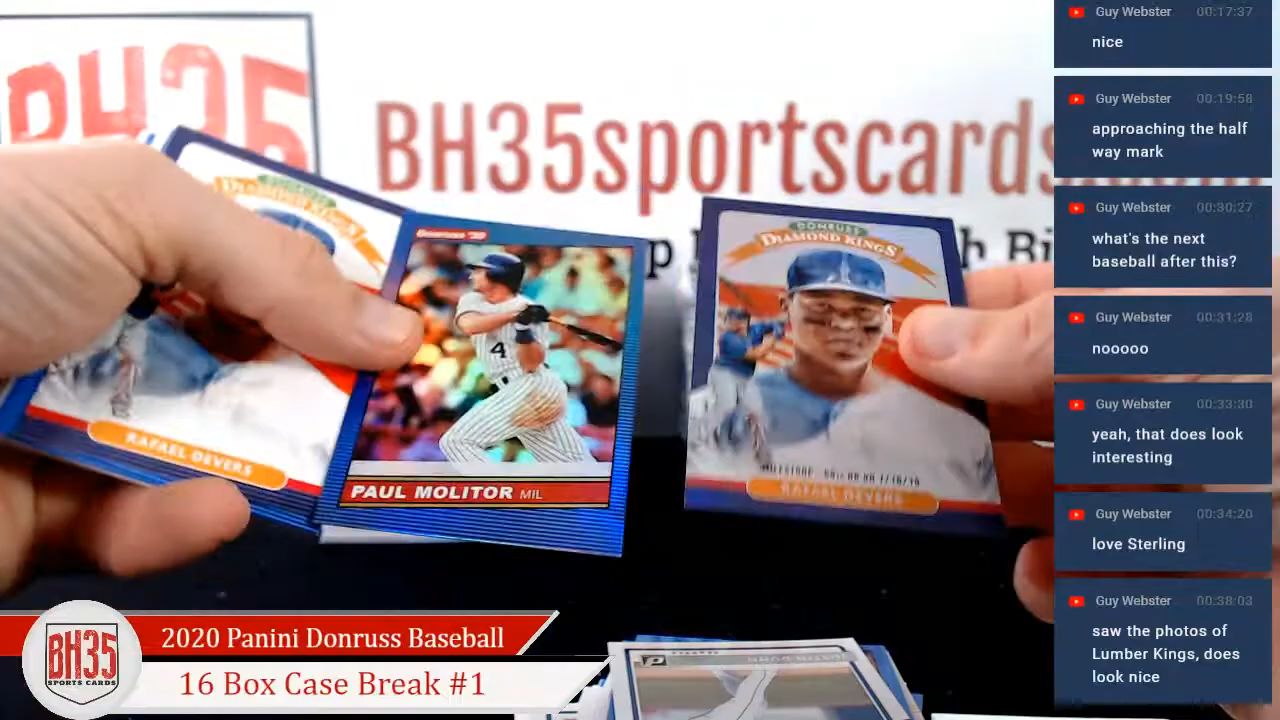 BH35
BH35sportscards
DONRUSS
DIAMOND KINGS
RAFAEL DEVERS
Donruss '20
4
PAUL MOLITOR MIL
DONRUSS
DIAMOND KINGS
RAFAEL DEVERS
BH35
SPORTS CARDS
2020 Panini Donruss Baseball
16 Box Case Break #1
Guy Webster 00:17:37
nice
Guy Webster 00:19:58
approaching the half
way mark
Guy Webster 00:30:27
what's the next
baseball after this?
Guy Webster 00:31:28
nooooo
Guy Webster 00:33:30
yeah, that does look
interesting
Guy Webster 00:34:20
love Sterling
Guy Webster 00:38:03
saw the photos of
Lumber Kings, does
look nice